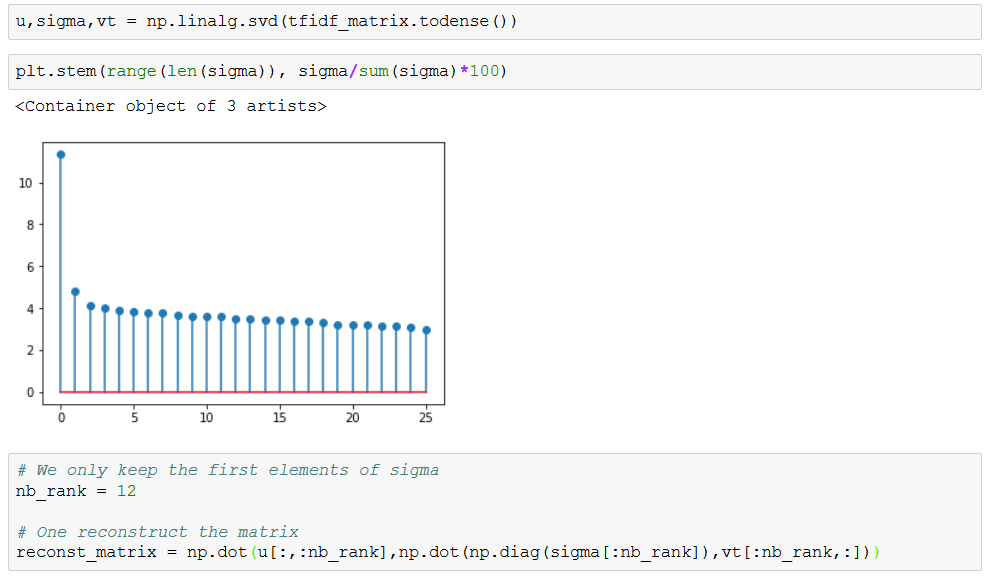 u,sigma,vt = np.linalg.svd(tfidf_matrix.todense())
plt.stem(range(len(sigma)), sigma/sum(sigma)*100)
<Container object of 3 artists>
10
8
6
4
2
0
0 5 10 15 20 25
# We only keep the first elements of sigma
nb_rank = 12
# One reconstruct the matrix
reconst_matrix = np.dot(u[:,:nb_rank],np.dot(np.diag(sigma[:nb_rank]),vt[:nb_rank,:]))